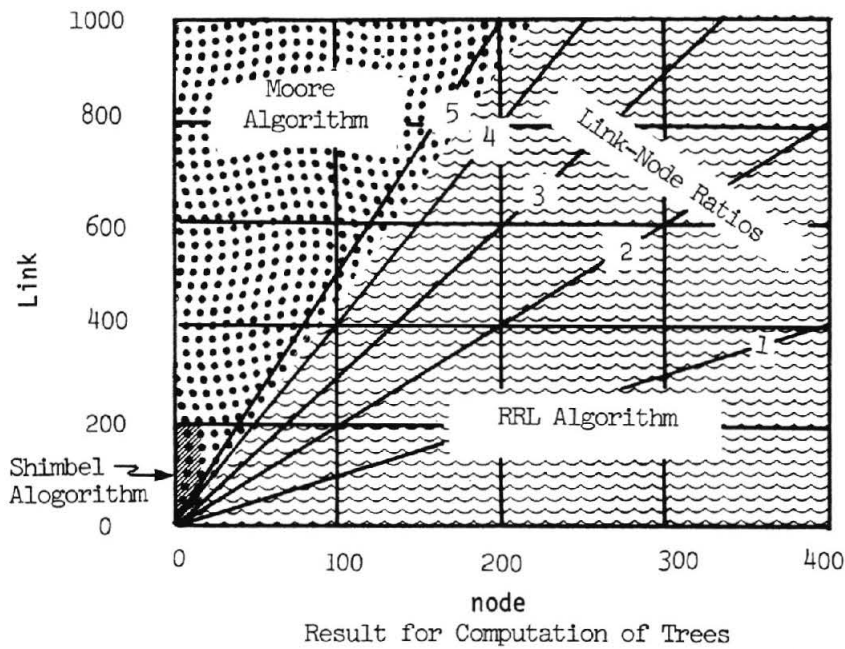 1000
800
600
400
200
0
Link
Moore
Algorithm
5
4
3
2
1
Link-Node Ratios
RRL Algorithm
Shimbel
Alogorithm
0
100
200
300
400
node
Result for Computation of Trees